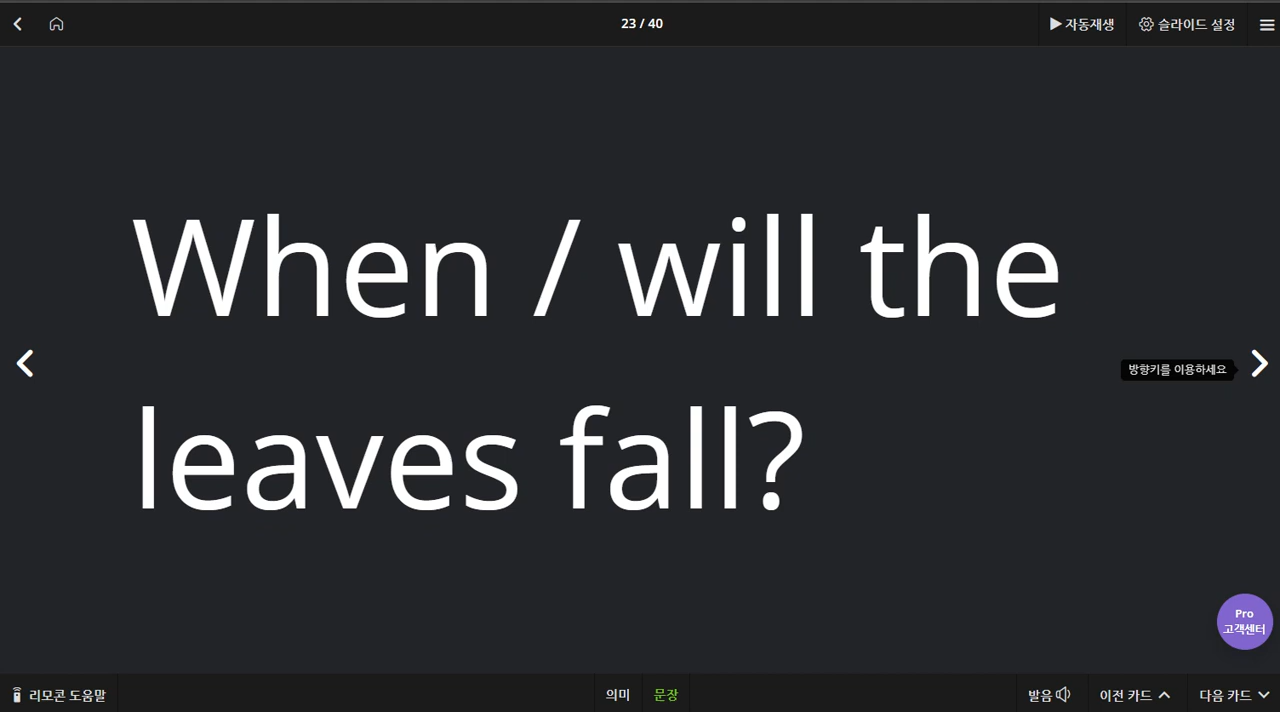 23 / 40
자동재생
슬라이드 설정
When / will the
leaves fall?
방향키를 이용하세요
Pro
고객센터
리모콘 도움말
의미
문장
발음
이전 카드
다음 카드